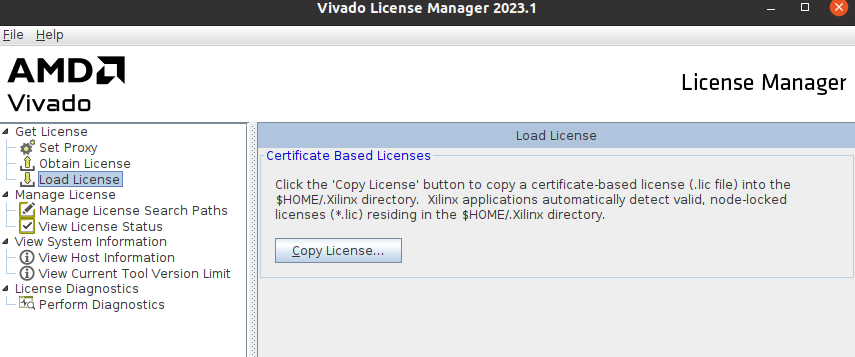 Vivado License Manager 2023.1
File Help
AMD
Vivado
License Manager
Get License
Set Proxy
Obtain License
Load License
Manage License
Manage License Search Paths
View License Status
View System Information
View Host Information
View Current Tool Version Limit
License Diagnostics
Perform Diagnostics
Load License
Certificate Based Licenses
Click the 'Copy License' button to copy a certificate-based license (.lic file) into the
$HOME/.Xilinx directory. Xilinx applications automatically detect valid, node-locked
licenses (*.lic) residing in the $HOME/.Xilinx directory.
Copy License...